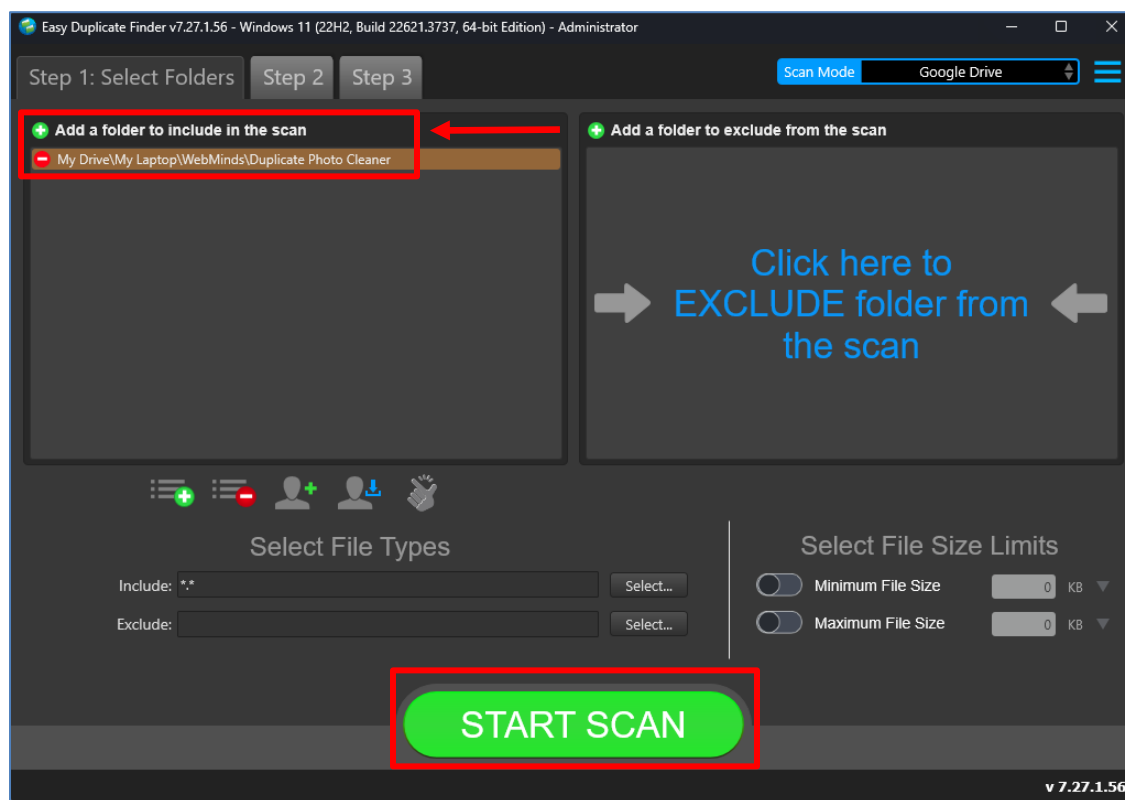 Easy Duplicate Finder v7.27.1.56 - Windows 11 (22H2, Build 22621.3737, 64-bit Edition) - Administrator
Step 1: Select Folders Step 2 Step 3 Scan Mode Google Drive
Add a folder to include in the scan
My Drive\My Laptop\WebMinds\Duplicate Photo Cleaner
Add a folder to exclude from the scan
Click here to
EXCLUDE folder from
the scan
Select File Types
Include: *.* Select...
Exclude: Select...
Select File Size Limits
Minimum File Size 0 KB
Maximum File Size 0 KB
START SCAN
v 7.27.1.56